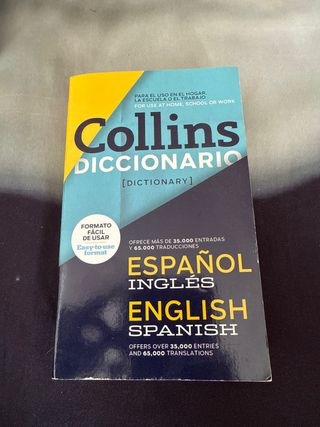 PARA EL USO EN EL HOGAR,
LA ESCUELA O EL TRABAJO
FOR USE AT HOME, SCHOOL OR WORK
Collins
DICCIONARIO
[DICTIONARY]
FORMATO
FÁCIL
DE USAR
Easy to use
format
OFRECE MÁS DE 35.000 ENTRADAS
Y 65.000 TRADUCCIONES
ESPAÑOL
INGLÉS
ENGLISH
SPANISH
OFFERS OVER 35,000 ENTRIES
AND 65,000 TRANSLATIONS